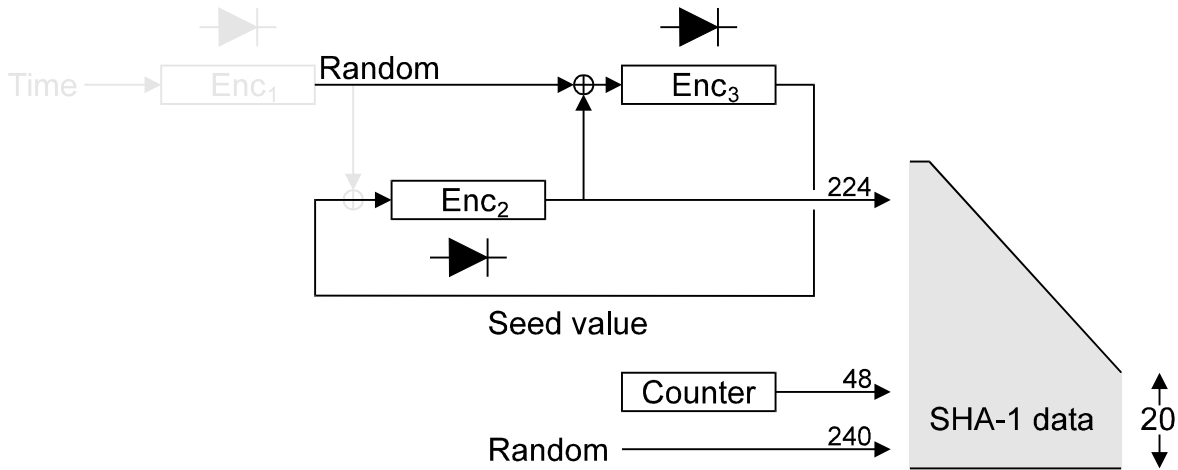 Time
Enc₁
Random
Enc₃
Enc₂
224
Seed value
Counter
48
SHA-1 data
20
Random
240